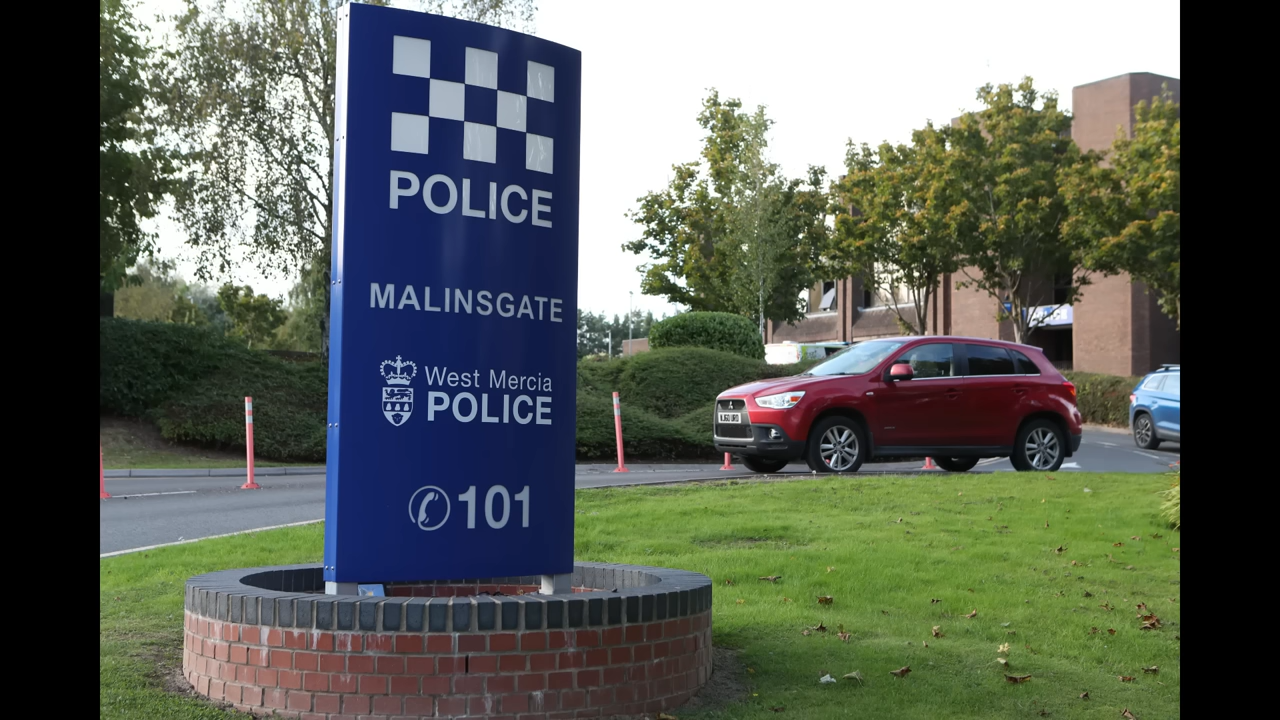 POLICE
MALINSGATE
West Mercia
POLICE
101